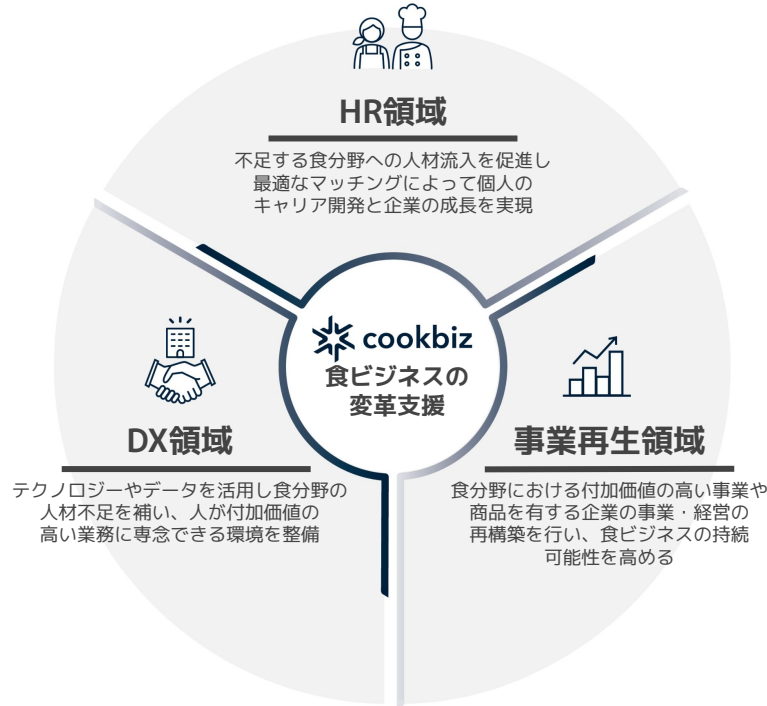 HR領域
不足する食分野への人材流入を促進し
最適なマッチングによって個人の
キャリア開発と企業の成長を実現
cookbiz
食ビジネスの
変革支援
DX領域
テクノロジーやデータを活用し食分野の
人材不足を補い、人が付加価値の
高い業務に専念できる環境を整備
事業再生領域
食分野における付加価値の高い事業や
商品を有する企業の事業・経営の
再構築を行い、食ビジネスの持続
可能性を高める